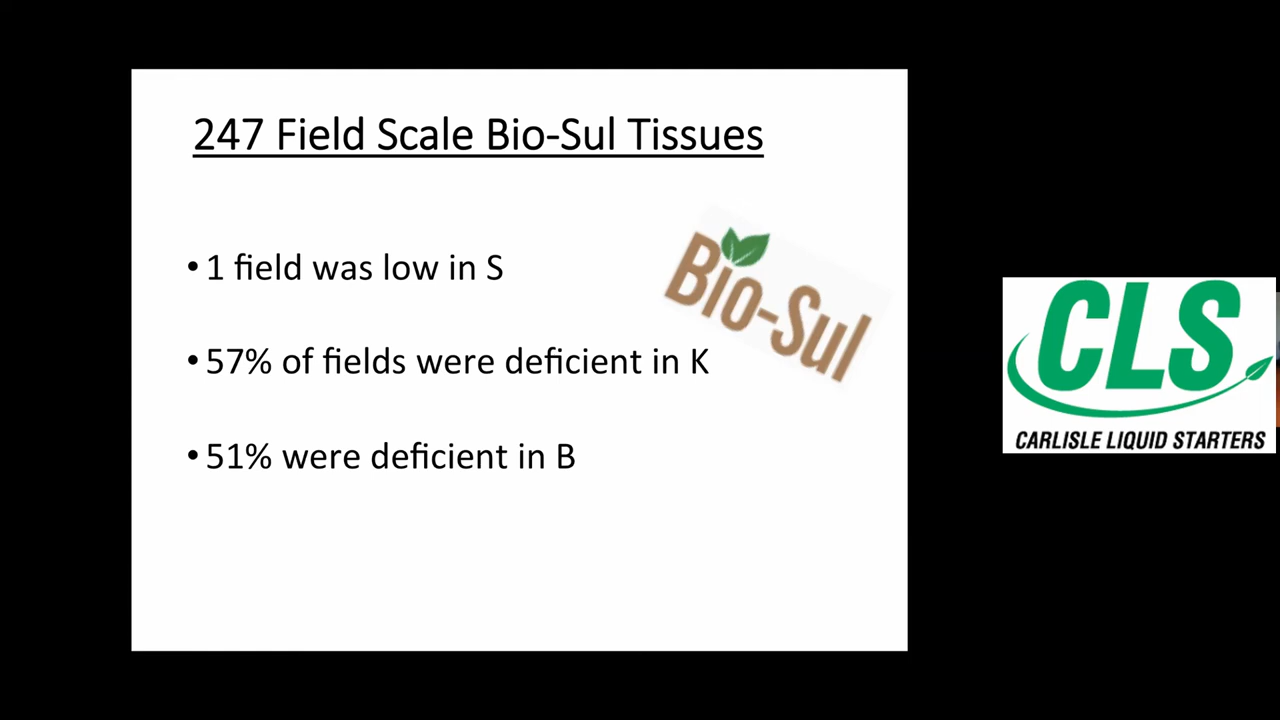 247 Field Scale Bio-Sul Tissues
• 1 field was low in S
• 57% of fields were deficient in K
• 51% were deficient in B
Bio-Sul
CLS
CARLISLE LIQUID STARTERS